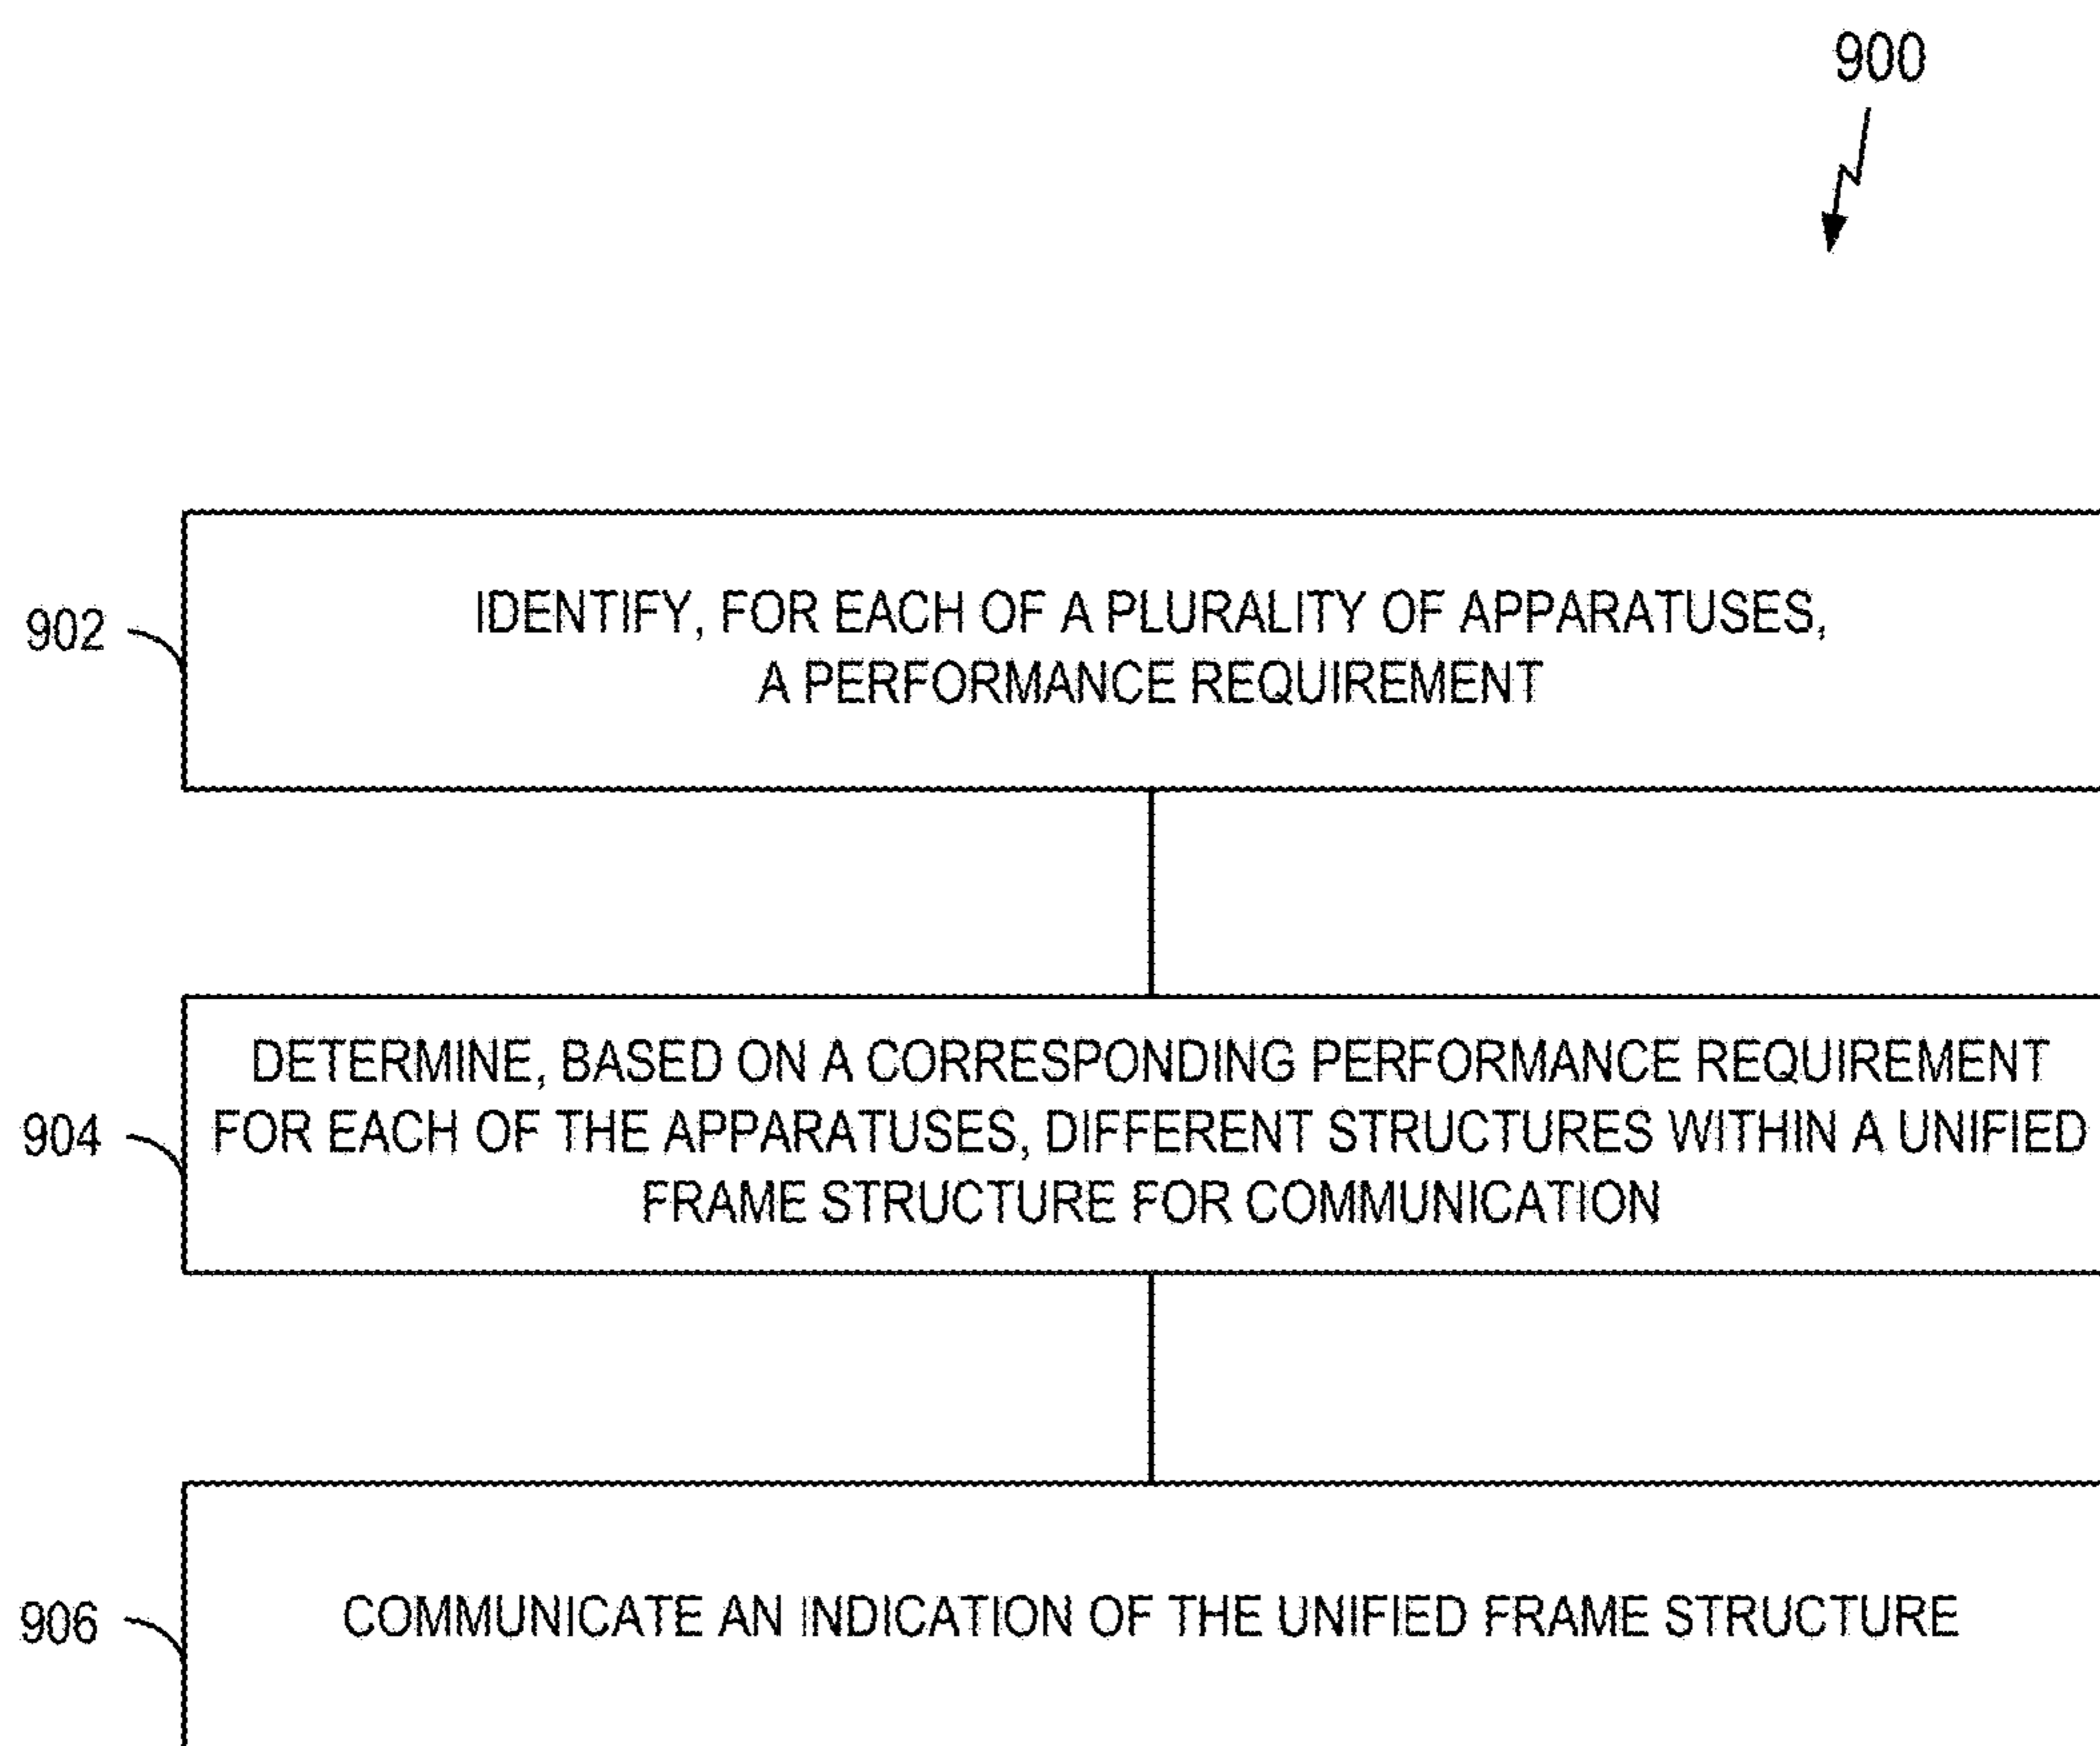 900
902
IDENTIFY, FOR EACH OF A PLURALITY OF APPARATUSES,
A PERFORMANCE REQUIREMENT
904
DETERMINE, BASED ON A CORRESPONDING PERFORMANCE REQUIREMENT
FOR EACH OF THE APPARATUSES, DIFFERENT STRUCTURES WITHIN A UNIFIED
FRAME STRUCTURE FOR COMMUNICATION
906
COMMUNICATE AN INDICATION OF THE UNIFIED FRAME STRUCTURE